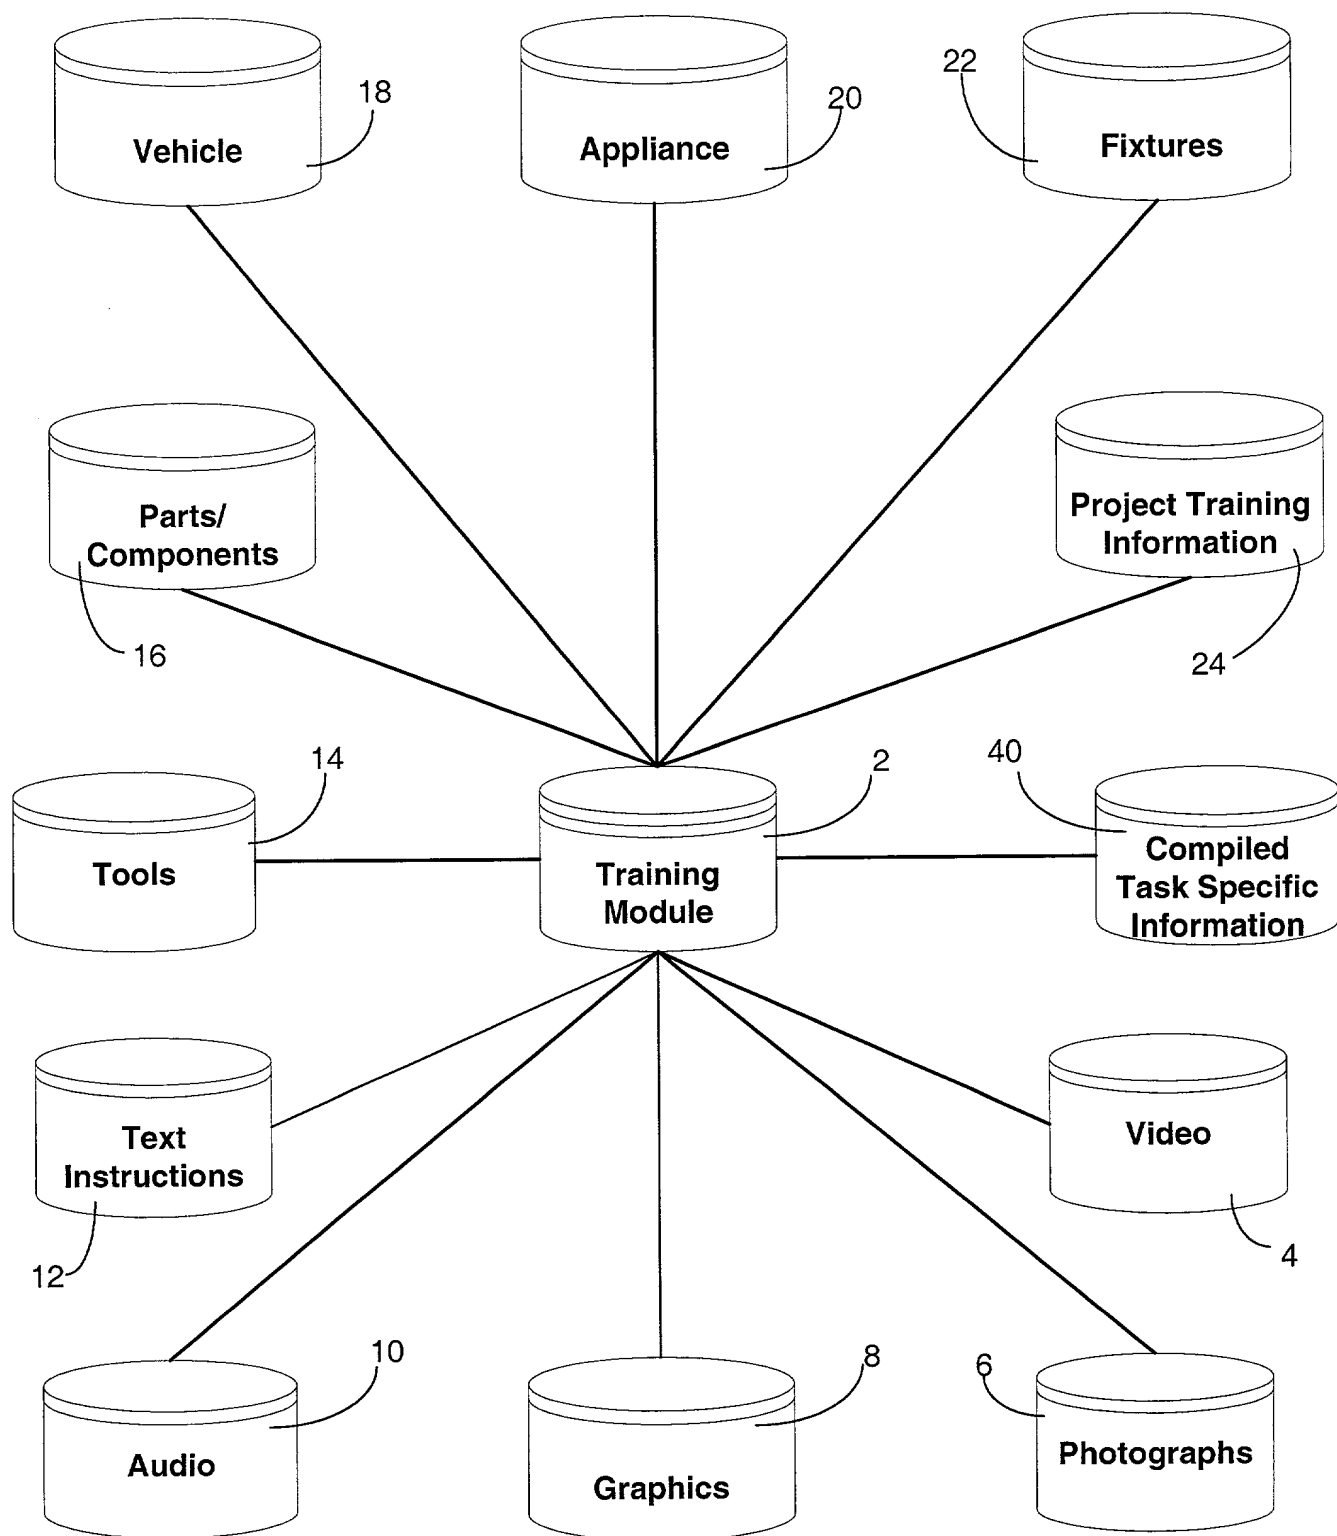 18
20
22
Vehicle
Appliance
Fixtures
Parts/
Components
16
Project Training
Information
24
14
2
40
Tools
Training
Module
Compiled
Task Specific
Information
Text
Instructions
12
Video
4
10
8
6
Audio
Graphics
Photographs